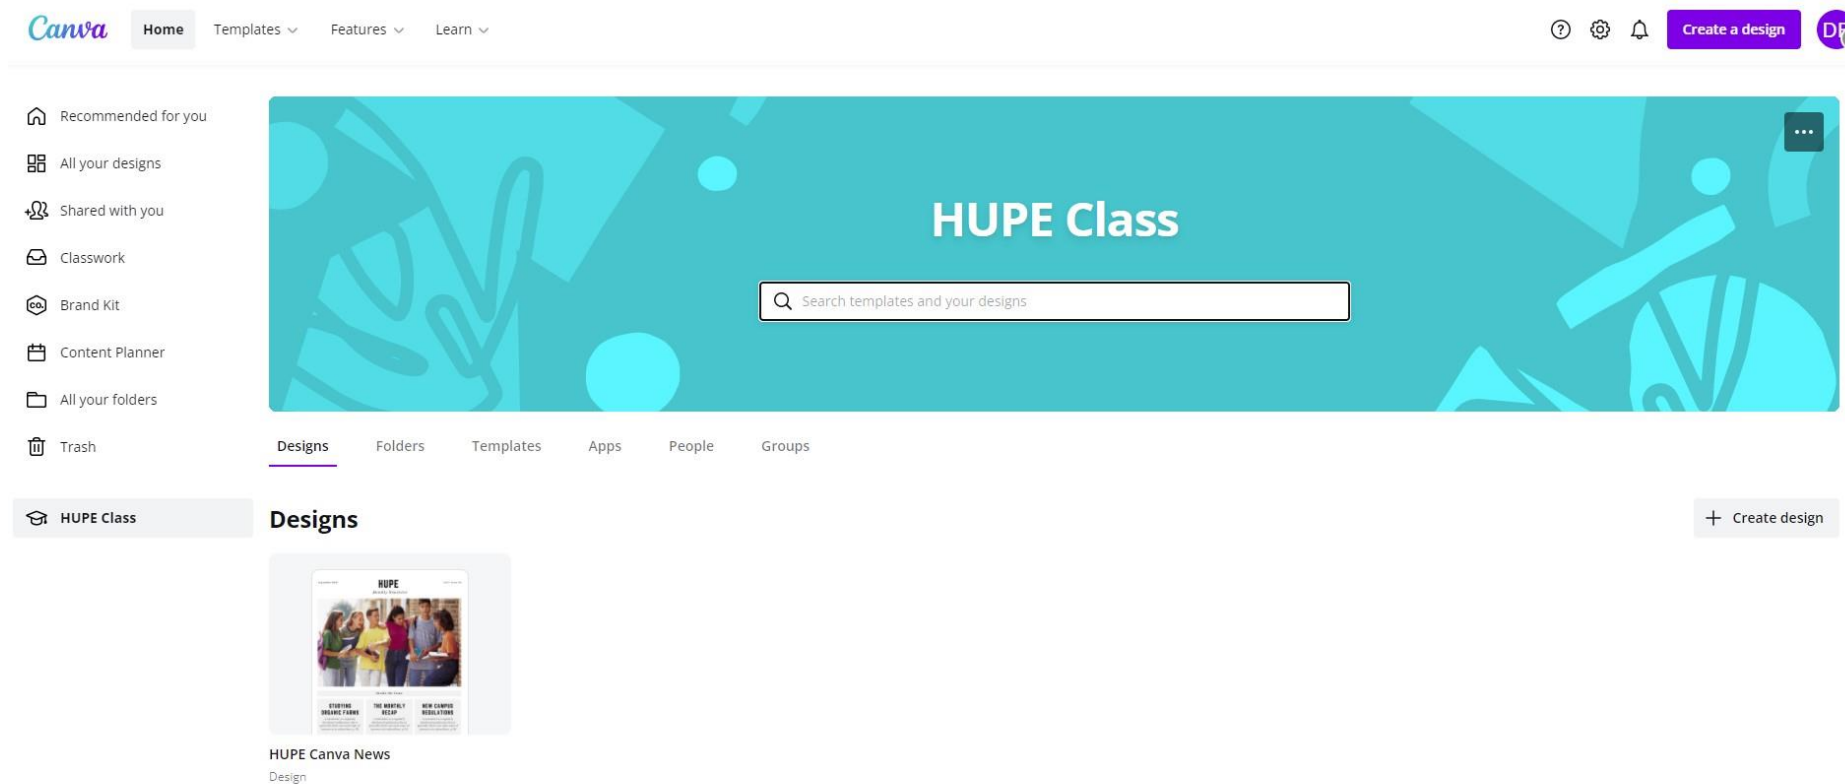 Canva Home Templates Features Learn Create a design
Recommended for you
All your designs
Shared with you
Classwork
Brand Kit
Content Planner
All your folders
Trash
HUPE Class
HUPE Class
Search templates and your designs
Designs Folders Templates Apps People Groups
Designs
Create design
HUPE
STUDYING ORGANIC FARMS
THE MONTHLY RECAP
NEW CAMPUS REGULATIONS
HUPE Canva News
Design